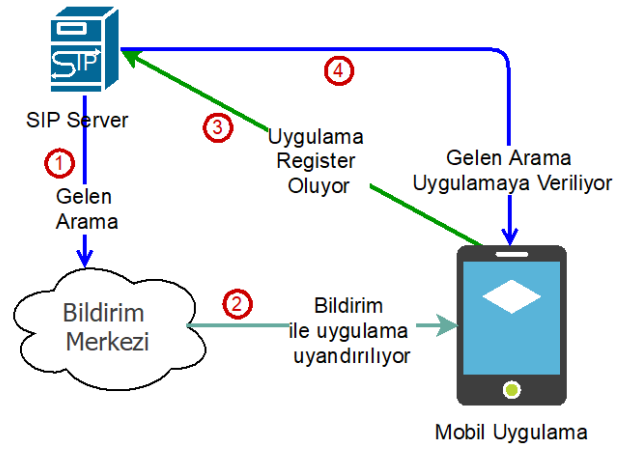 SIP
SIP Server
1
Gelen
Arama
Bildirim
Merkezi
2
Bildirim
ile uygulama
uyandırılıyor
3
Uygulama
Register
Oluyor
4
Gelen Arama
Uygulamaya Veriliyor
Mobil Uygulama